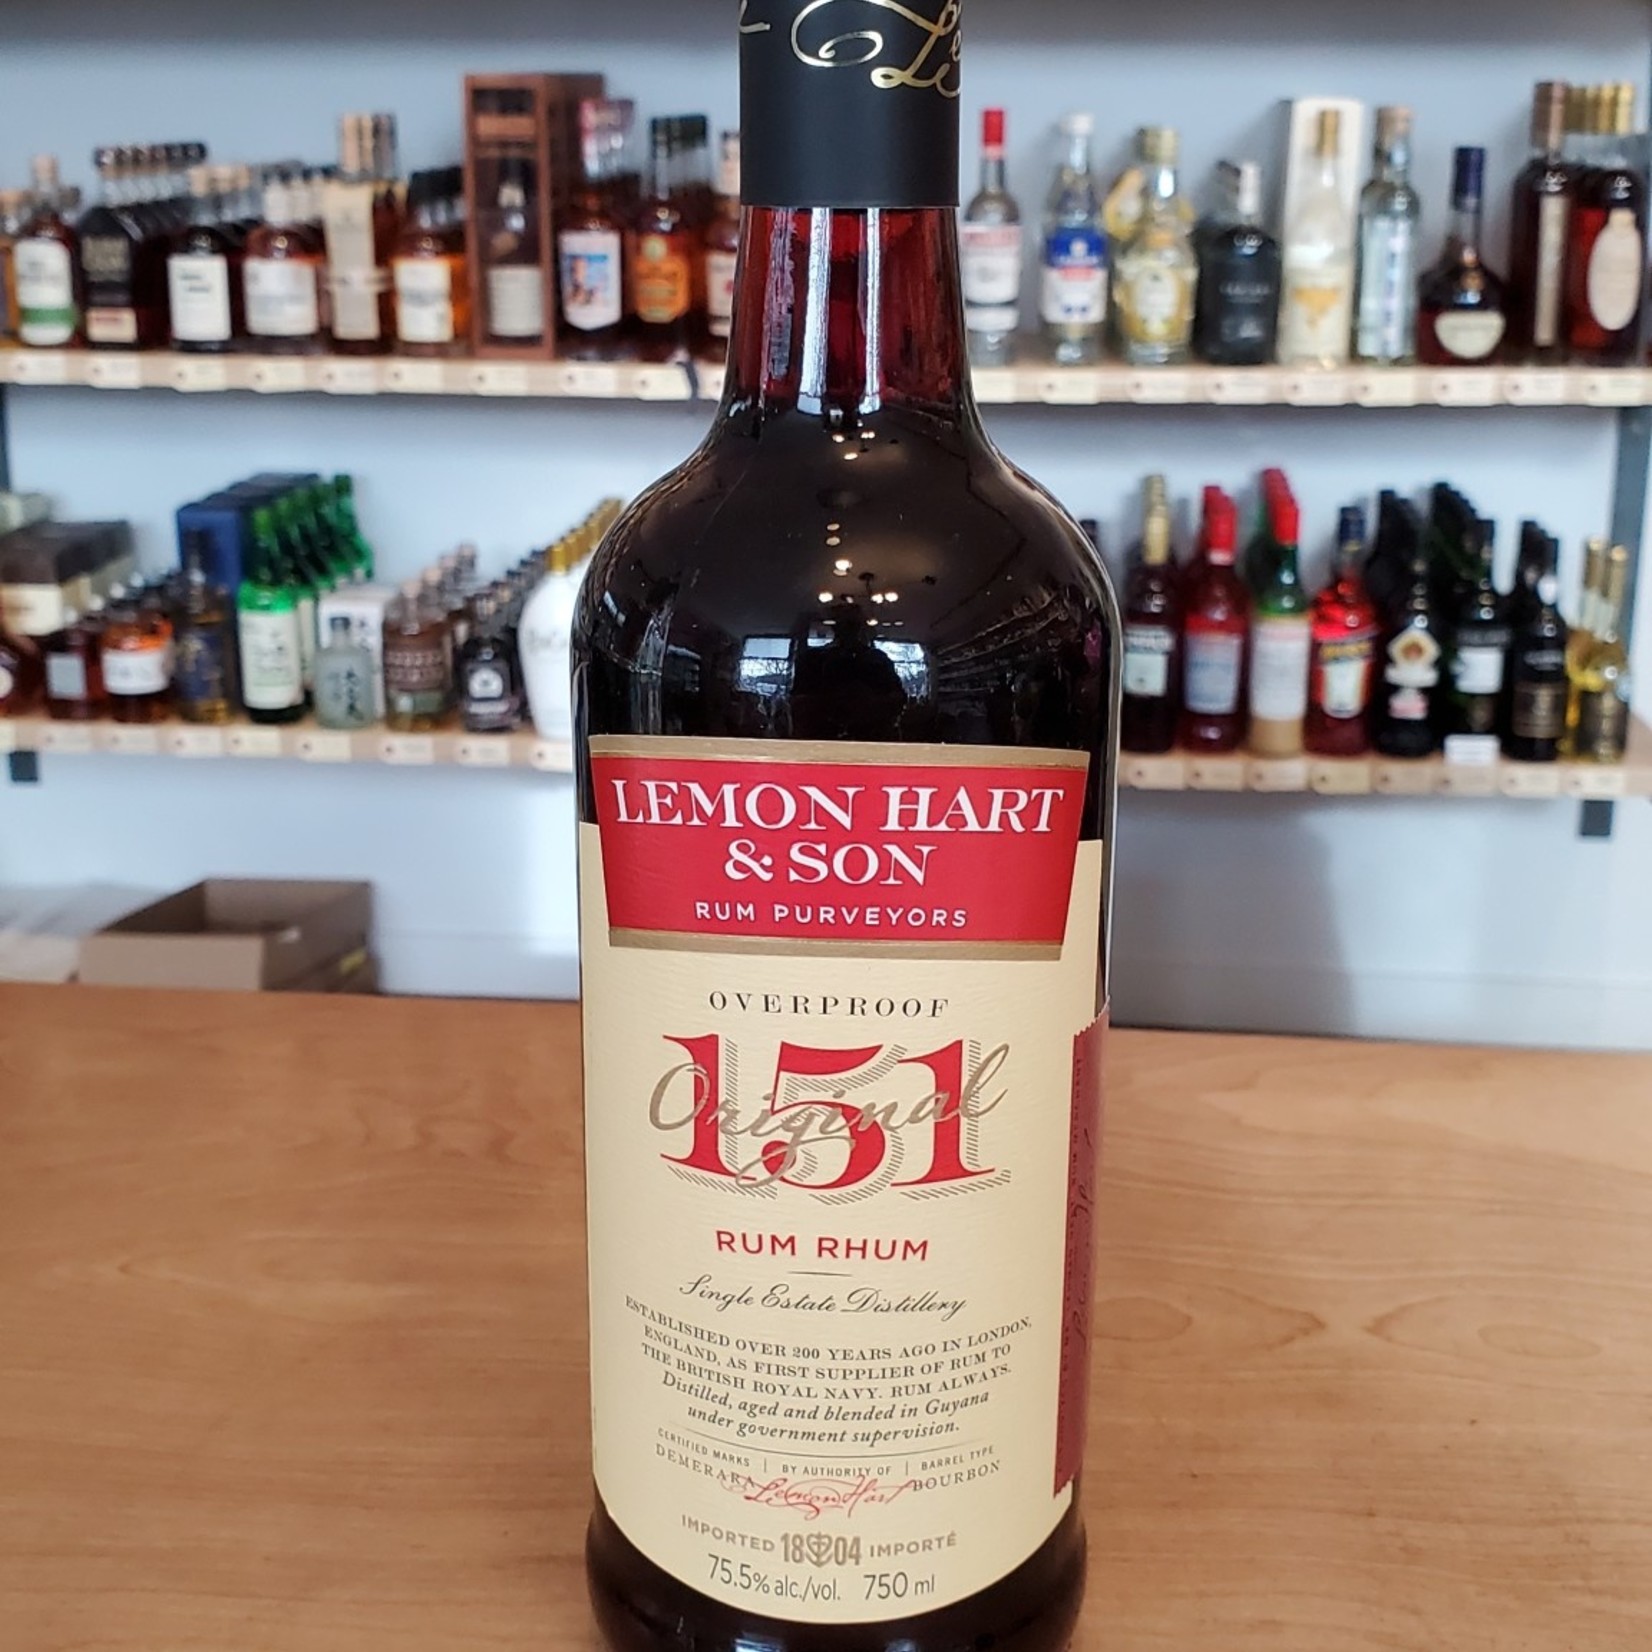 LEMON HART
& SON
RUM PURVEYORS
OVERPROOF
151
Original
RUM RHUM
Single Estate Distillery
ESTABLISHED OVER 200 YEARS AGO IN LONDON,
ENGLAND, AS FIRST SUPPLIER OF RUM TO
THE BRITISH ROYAL NAVY. RUM ALWAYS.
Distilled, aged and blended in Guyana
under government supervision.
CERTIFIED MARKS | BY AUTHORITY OF | BARREL TYPE
DEMERARA Lemon Hart BOURBON
IMPORTED 1804 IMPORTÉ
75.5% alc./vol. 750 ml